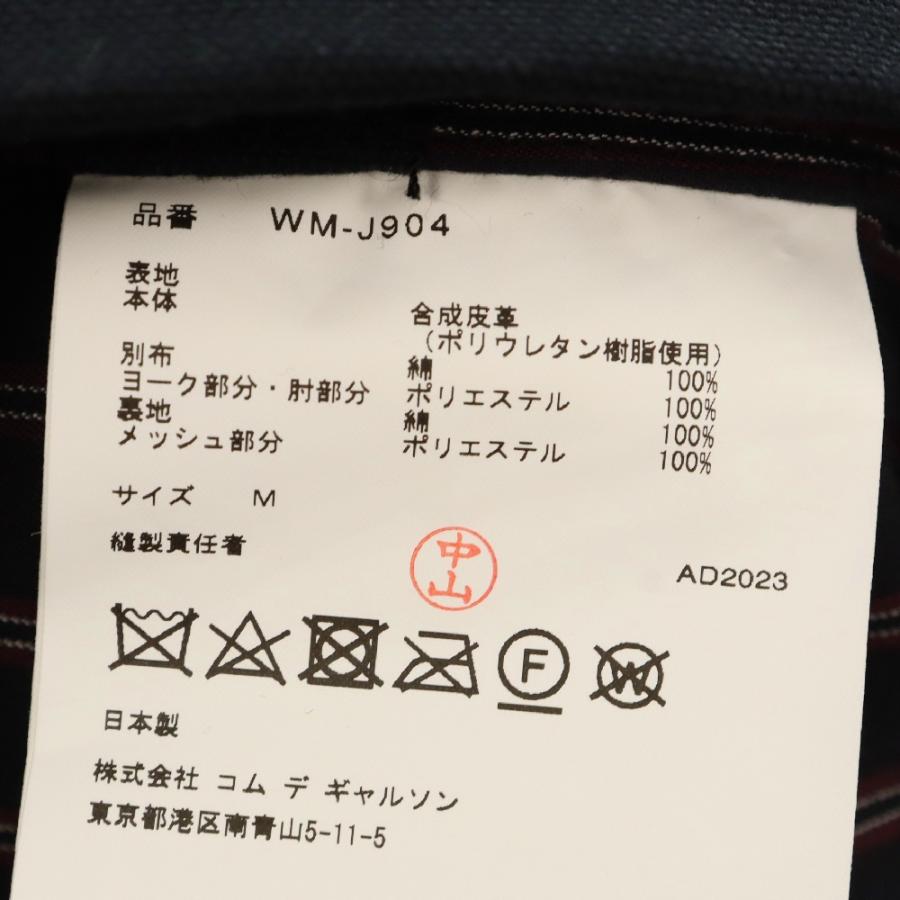 品番 WM-J904
表地
本体 合成皮革
(ポリウレタン樹脂使用)
別布 綿 100%
ヨーク部分・肘部分 ポリエステル 100%
裏地 綿 100%
メッシュ部分 ポリエステル 100%
サイズ M
縫製責任者 中山 AD2023
F W
日本製
株式会社 コム デ ギャルソン
東京都港区南青山5-11-5